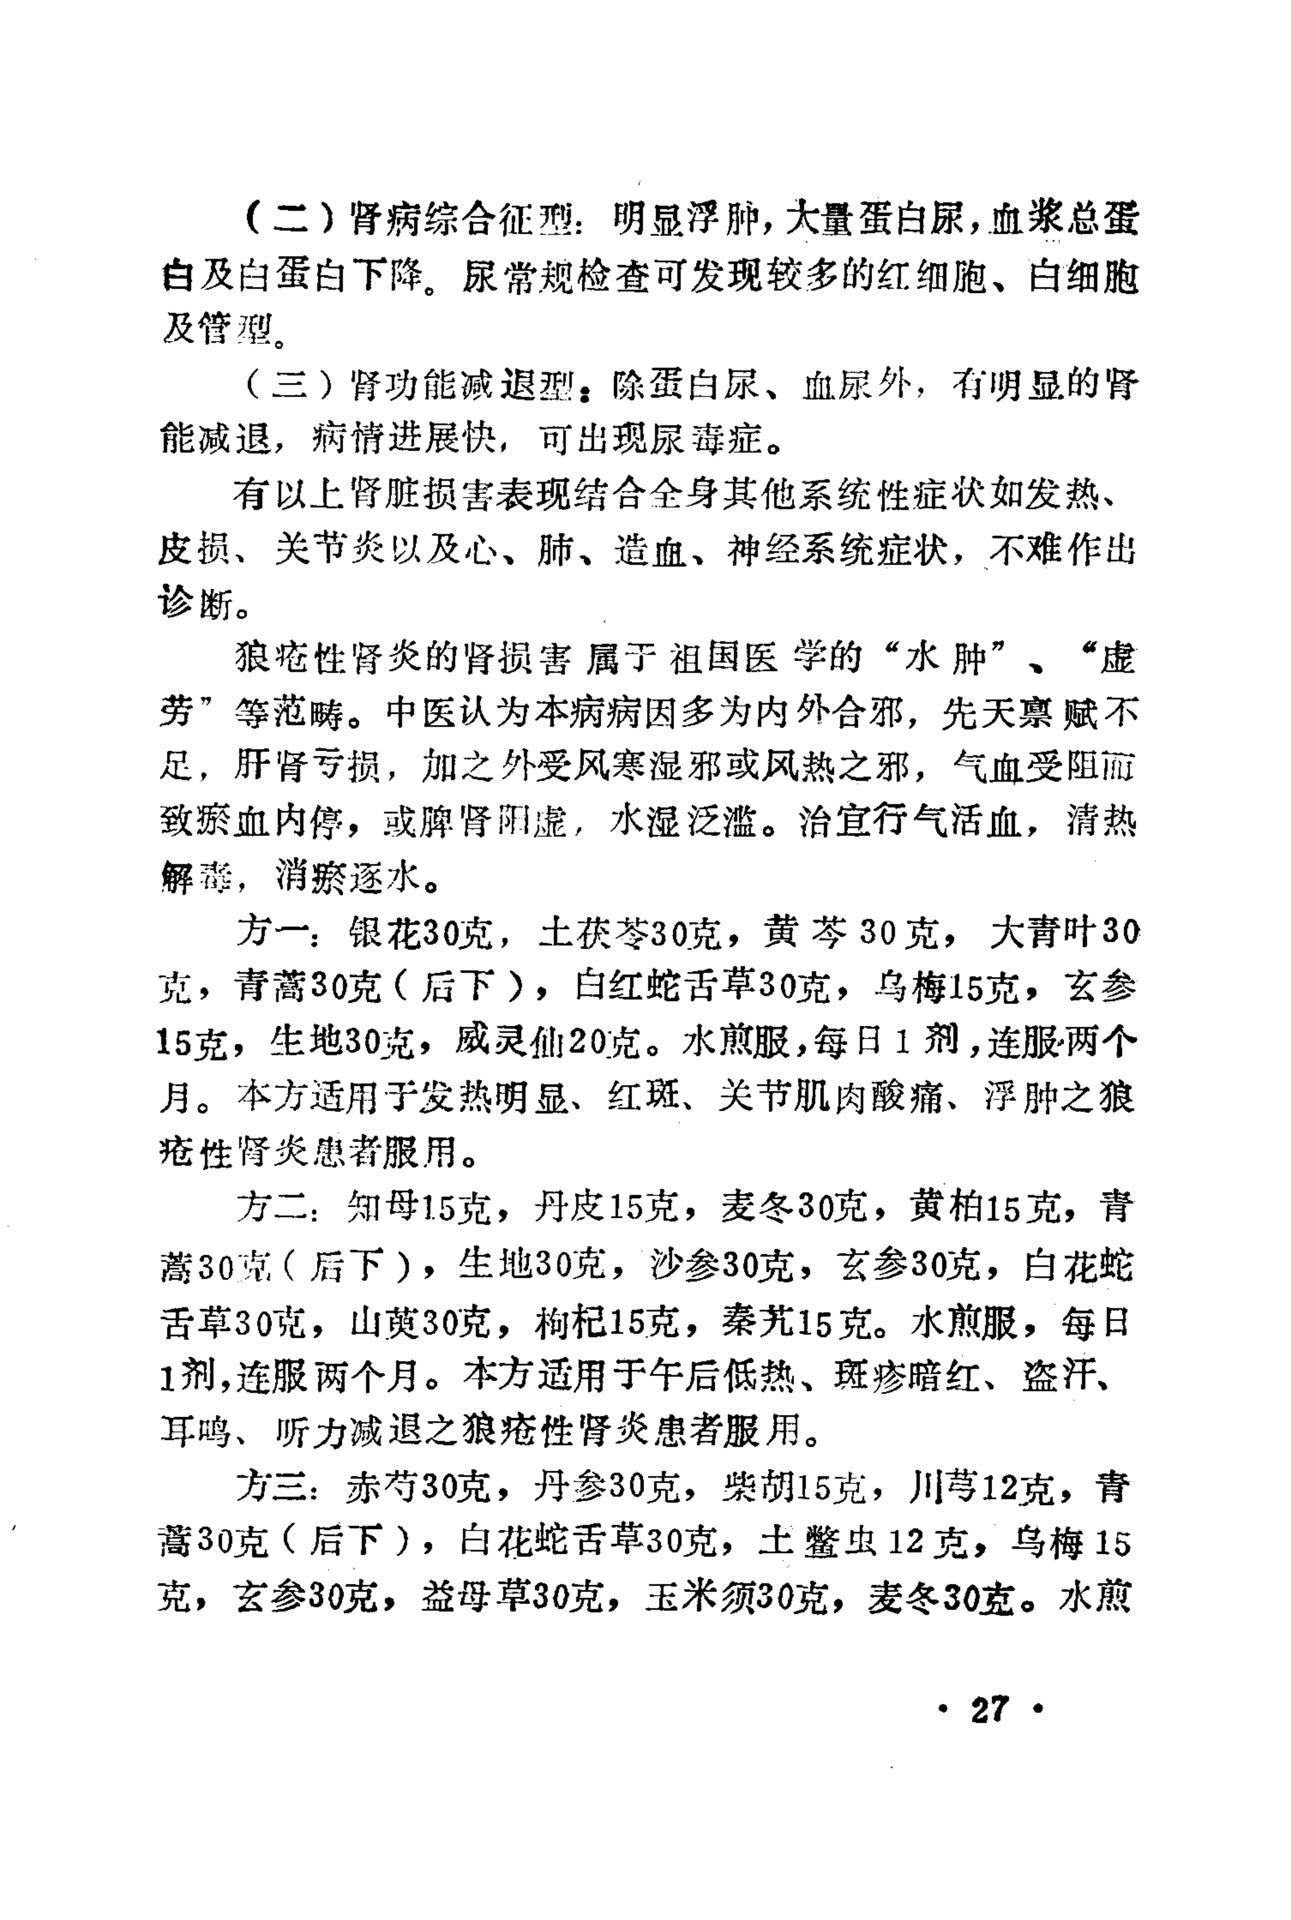 （二）肾病综合征型：明显浮肿，大量蛋白尿，血浆总蛋
白及白蛋白下降。尿常规检查可发现较多的红细胞、白细胞
及管型。
（三）肾功能减退型：除蛋白尿、血尿外，有明显的肾
能减退，病情进展快，可出现尿毒症。
有以上肾脏损害表现结合全身其他系统性症状如发热、
皮损、关节炎以及心、肺、造血、神经系统症状，不难作出
诊断。
狼疮性肾炎的肾损害属于祖国医学的“水肿”、“虚
劳”等范畴。中医认为本病病因多为内外合邪，先天禀赋不
足，肝肾亏损，加之外受风寒湿邪或风热之邪，气血受阻而
致瘀血内停，或脾肾阳虚，水湿泛滥。治宜行气活血，清热
解毒，消瘀逐水。
方一：银花30克，土茯苓30克，黄芩30克，大青叶30
克，青蒿30克（后下），白红蛇舌草30克，乌梅15克，玄参
15克，生地30克，威灵仙20克。水煎服，每日1剂，连服两个
月。本方适用于发热明显、红斑、关节肌肉酸痛、浮肿之狼
疮性肾炎患者服用。
方二：知母15克，丹皮15克，麦冬30克，黄柏15克，青
蒿30克（后下），生地30克，沙参30克，玄参30克，白花蛇
舌草30克，山萸30克，枸杞15克，秦艽15克。水煎服，每日
1剂，连服两个月。本方适用于午后低热、斑疹暗红、盗汗、
耳鸣、听力减退之狼疮性肾炎患者服用。
方三：赤芍30克，丹参30克，柴胡15克，川芎12克，青
蒿30克（后下），白花蛇舌草30克，土鳖虫12克，乌梅15
克，玄参30克，益母草30克，玉米须30克，麦冬30克。水煎
·27·